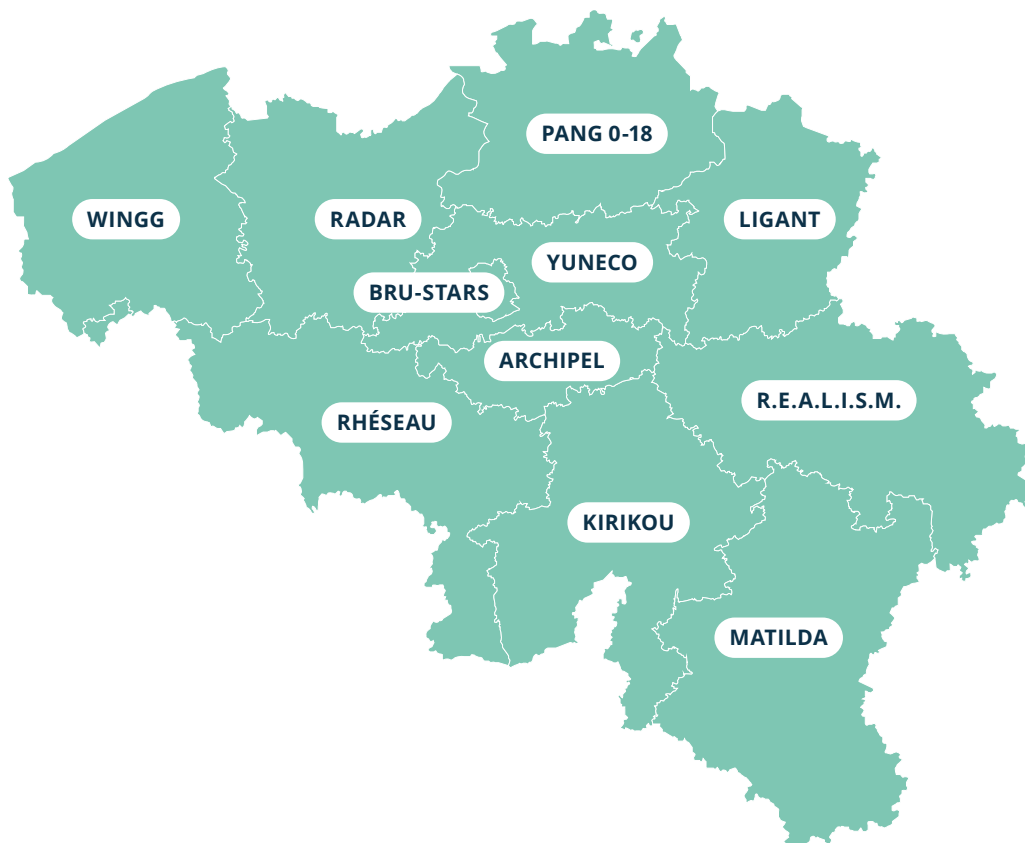 PANG 0-18
WINGG
RADAR
LIGANT
YUNECO
BRU-STARS
ARCHIPEL
R.E.A.L.I.S.M.
RHÉSEAU
KIRIKOU
MATILDA